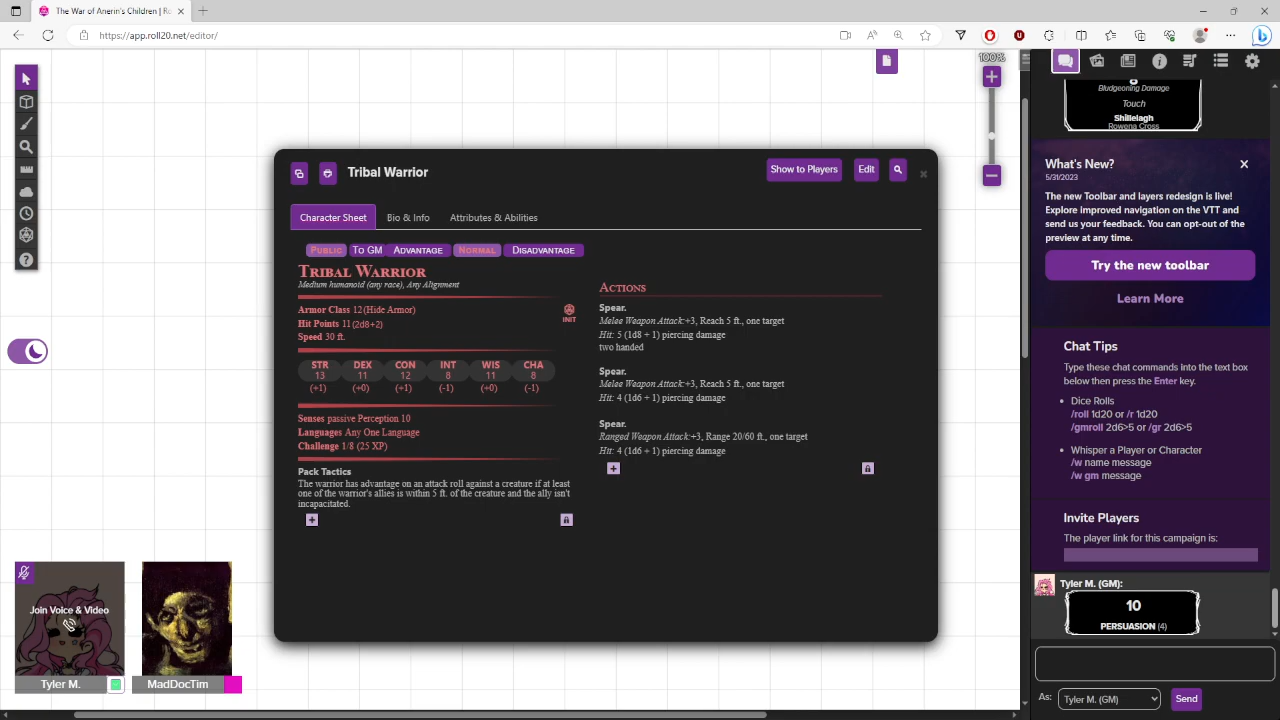 The War of Anerin's Children | Ro
https://app.roll20.net/editor/
100%
Bludgeoning Damage
Touch
Shillelagh
Rowena Cross
What's New?
5/31/2023
The new Toolbar and layers redesign is live!
Explore improved navigation on the VTT and
send us your feedback. You can opt-out of the
preview at any time.
Try the new toolbar
Learn More
Chat Tips
Type these chat commands into the text box
below then press the Enter key.
Dice Rolls
/roll 1d20 or /r 1d20
/gmroll 2d6>5 or /gr 2d6>5
Whisper a Player or Character
/w name message
/w gm message
Invite Players
The player link for this campaign is:
Tyler M. (GM):
10
PERSUASION (4)
As:
Tyler M. (GM)
Send
Tribal Warrior
Show to Players
Edit
Character Sheet
Bio & Info
Attributes & Abilities
PUBLIC
TO GM
ADVANTAGE
NORMAL
DISADVANTAGE
TRIBAL WARRIOR
Medium humanoid (any race), Any Alignment
Armor Class 12 (Hide Armor)
Hit Points 11 (2d8+2)
Speed 30 ft.
INIT
STR DEX CON INT WIS CHA
13 11 12 8 11 8
(+1) (+0) (+1) (-1) (+0) (-1)
Senses passive Perception 10
Languages Any One Language
Challenge 1/8 (25 XP)
Pack Tactics
The warrior has advantage on an attack roll against a creature if at least
one of the warrior's allies is within 5 ft. of the creature and the ally isn't
incapacitated.
ACTIONS
Spear.
Melee Weapon Attack:+3, Reach 5 ft., one target
Hit: 5 (1d8 + 1) piercing damage
two handed
Spear.
Melee Weapon Attack:+3, Reach 5 ft., one target
Hit: 4 (1d6 + 1) piercing damage
Spear.
Ranged Weapon Attack:+3, Range 20/60 ft., one target
Hit: 4 (1d6 + 1) piercing damage
Join Voice & Video
Tyler M.
MadDocTim